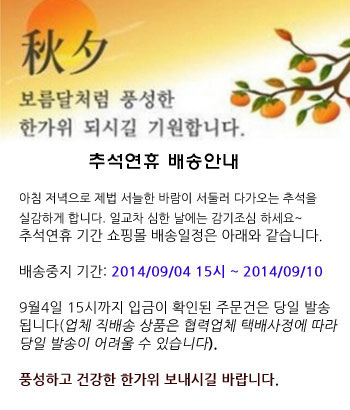 秋夕
보름달처럼 풍성한
한가위 되시길 기원합니다.
추석연휴 배송안내
아침 저녁으로 제법 서늘한 바람이 서둘러 다가오는 추석을
실감하게 합니다. 일교차 심한 날에는 감기조심 하세요~
추석연휴 기간 쇼핑몰 배송일정은 아래와 같습니다.
배송중지 기간: 2014/09/04 15시 ~ 2014/09/10
9월4일 15시까지 입금이 확인된 주문건은 당일 발송
됩니다(업체 직배송 상품은 협력업체 택배사정에 따라
당일 발송이 어려울 수 있습니다).
풍성하고 건강한 한가위 보내시길 바랍니다.